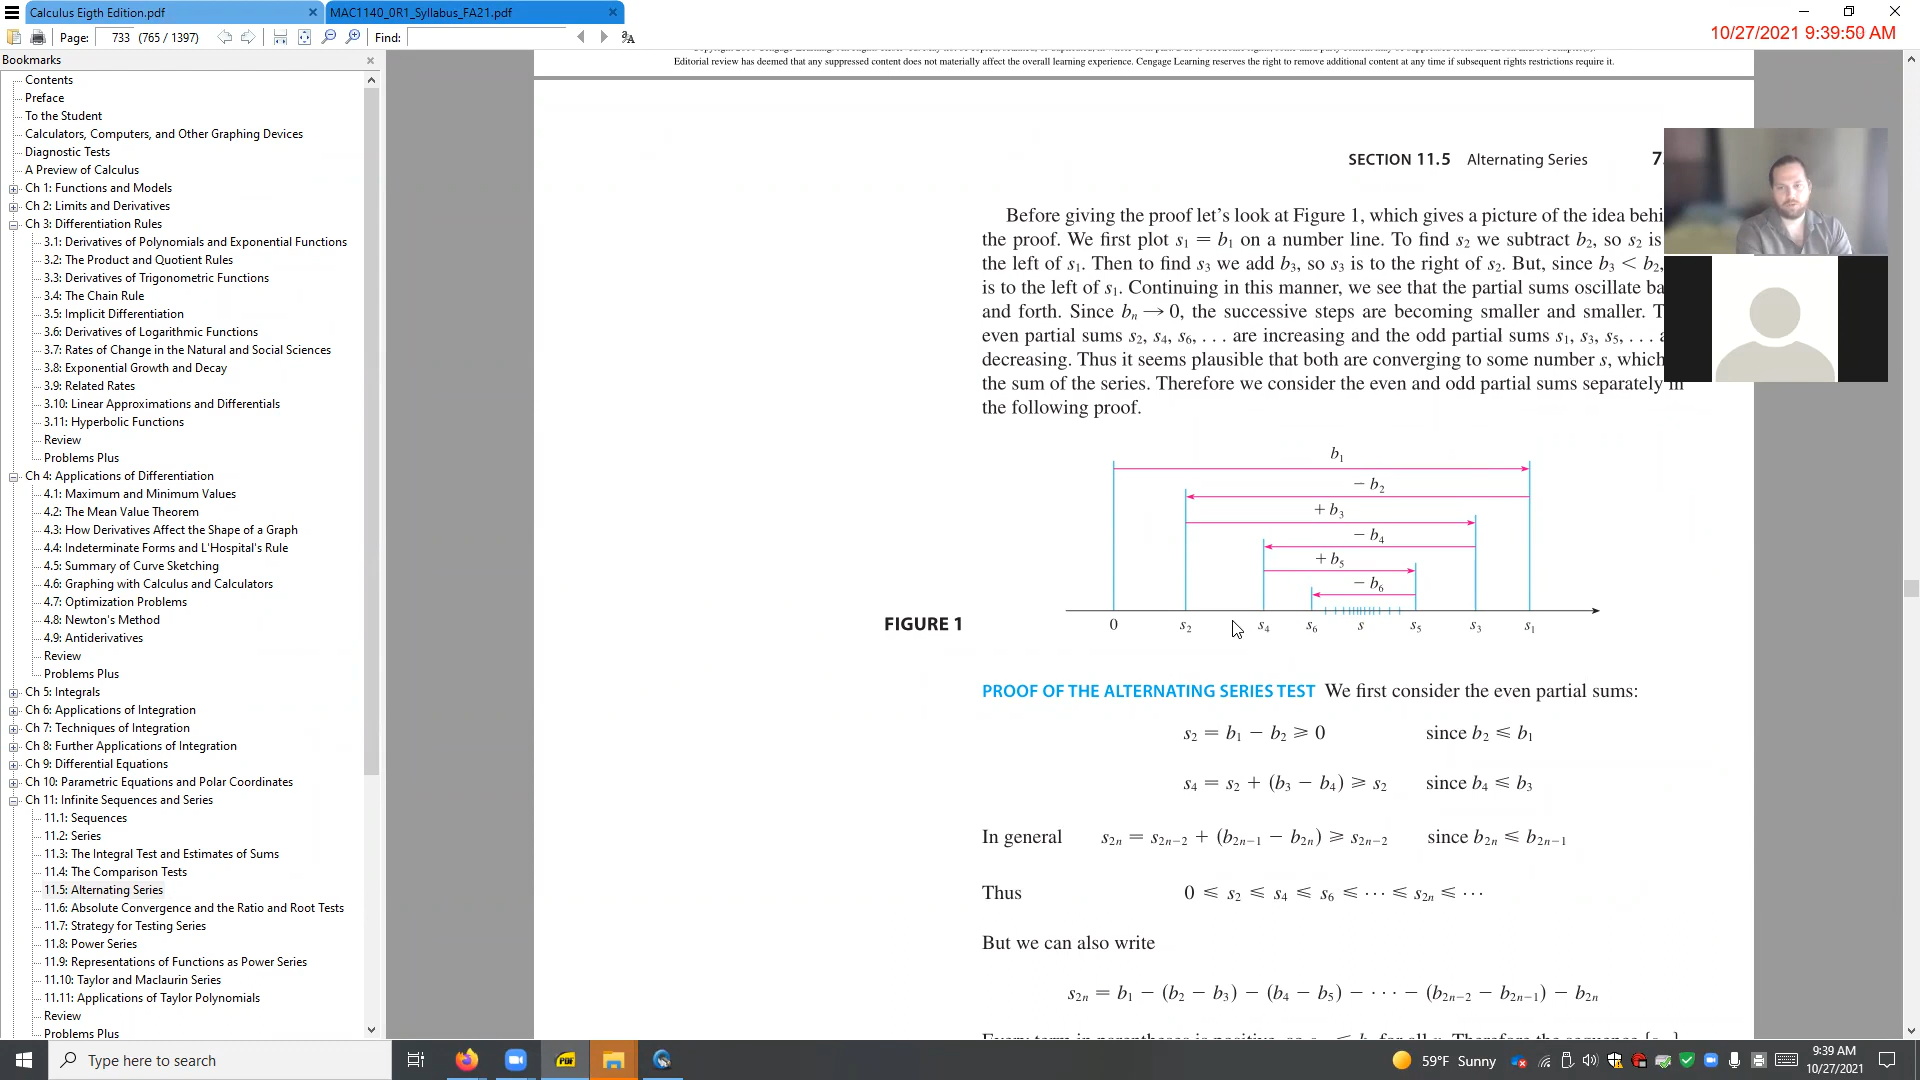 Calculus Eigth Edition.pdf
MAC1140_0R1_Syllabus_FA21.pdf
Page: 733 (765 / 1397)
Find:
10/27/2021 9:39:50 AM
Bookmarks
Contents
Preface
To the Student
Calculators, Computers, and Other Graphing Devices
Diagnostic Tests
A Preview of Calculus
Ch 1: Functions and Models
Ch 2: Limits and Derivatives
Ch 3: Differentiation Rules
3.1: Derivatives of Polynomials and Exponential Functions
3.2: The Product and Quotient Rules
3.3: Derivatives of Trigonometric Functions
3.4: The Chain Rule
3.5: Implicit Differentiation
3.6: Derivatives of Logarithmic Functions
3.7: Rates of Change in the Natural and Social Sciences
3.8: Exponential Growth and Decay
3.9: Related Rates
3.10: Linear Approximations and Differentials
3.11: Hyperbolic Functions
Review
Problems Plus
Ch 4: Applications of Differentiation
4.1: Maximum and Minimum Values
4.2: The Mean Value Theorem
4.3: How Derivatives Affect the Shape of a Graph
4.4: Indeterminate Forms and L'Hospital's Rule
4.5: Summary of Curve Sketching
4.6: Graphing with Calculus and Calculators
4.7: Optimization Problems
4.8: Newton's Method
4.9: Antiderivatives
Review
Problems Plus
Ch 5: Integrals
Ch 6: Applications of Integration
Ch 7: Techniques of Integration
Ch 8: Further Applications of Integration
Ch 9: Differential Equations
Ch 10: Parametric Equations and Polar Coordinates
Ch 11: Infinite Sequences and Series
11.1: Sequences
11.2: Series
11.3: The Integral Test and Estimates of Sums
11.4: The Comparison Tests
11.5: Alternating Series
11.6: Absolute Convergence and the Ratio and Root Tests
11.7: Strategy for Testing Series
11.8: Power Series
11.9: Representations of Functions as Power Series
11.10: Taylor and Maclaurin Series
11.11: Applications of Taylor Polynomials
Review
Problems Plus
Editorial review has deemed that any suppressed content does not materially affect the overall learning experience. Cengage Learning reserves the right to remove additional content at any time if subsequent rights restrictions require it.
SECTION 11.5 Alternating Series 7
Before giving the proof let's look at Figure 1, which gives a picture of the idea behi
the proof. We first plot s₁ = b₁ on a number line. To find s₂ we subtract b₂, so s₂ is
the left of s₁. Then to find s₃ we add b₃, so s₃ is to the right of s₂. But, since b₃ < b₂,
is to the left of s₁. Continuing in this manner, we see that the partial sums oscillate ba
and forth. Since bₙ → 0, the successive steps are becoming smaller and smaller. T
even partial sums s₂, s₄, s₆, . . . are increasing and the odd partial sums s₁, s₃, s₅, . . . a
decreasing. Thus it seems plausible that both are converging to some number s, which
the sum of the series. Therefore we consider the even and odd partial sums separately in
the following proof.
b₁
− b₂
+ b₃
− b₄
+ b₅
− b₆
0 s₂ s₄ s₆ s s₅ s₃ s₁
FIGURE 1
PROOF OF THE ALTERNATING SERIES TEST We first consider the even partial sums:
s₂ = b₁ − b₂ ≥ 0 since b₂ ≤ b₁
s₄ = s₂ + (b₃ − b₄) ≥ s₂ since b₄ ≤ b₃
In general s₂ₙ = s₂ₙ₋₂ + (b₂ₙ₋₁ − b₂ₙ) ≥ s₂ₙ₋₂ since b₂ₙ ≤ b₂ₙ₋₁
Thus 0 ≤ s₂ ≤ s₄ ≤ s₆ ≤ ··· ≤ s₂ₙ ≤ ···
But we can also write
s₂ₙ = b₁ − (b₂ − b₃) − (b₄ − b₅) − ··· − (b₂ₙ₋₂ − b₂ₙ₋₁) − b₂ₙ
Type here to search
PDF
59°F Sunny
9:39 AM
10/27/2021